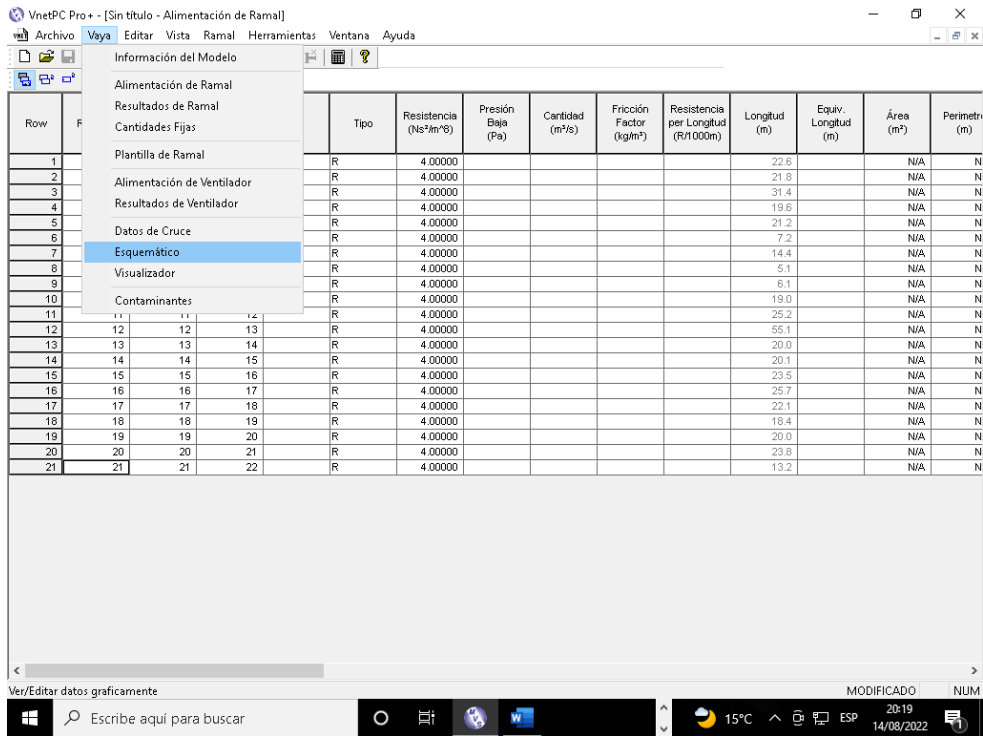 VnetPC Pro+ - [Sin título - Alimentación de Ramal]
Archivo Vaya Editar Vista Ramal Herramientas Ventana Ayuda
Información del Modelo
Alimentación de Ramal
Resultados de Ramal
Cantidades Fijas
Plantilla de Ramal
Alimentación de Ventilador
Resultados de Ventilador
Datos de Cruce
Esquemático
Visualizador
Contaminantes
Row Tipo Resistencia (Ns²/m^8) Presión Baja (Pa) Cantidad (m³/s) Fricción Factor (kg/m³) Resistencia per Longitud (R/1000m) Longitud (m) Equiv. Longitud (m) Área (m²) Perimetr (m)
1 R 4.00000 22.6 N/A N
2 R 4.00000 21.8 N/A N
3 R 4.00000 31.4 N/A N
4 R 4.00000 19.6 N/A N
5 R 4.00000 21.2 N/A N
6 R 4.00000 7.2 N/A N
7 R 4.00000 14.4 N/A N
8 R 4.00000 5.1 N/A N
9 R 4.00000 6.1 N/A N
10 R 4.00000 19.0 N/A N
11 11 11 12 R 4.00000 25.2 N/A N
12 12 12 13 R 4.00000 55.1 N/A N
13 13 13 14 R 4.00000 20.0 N/A N
14 14 14 15 R 4.00000 20.1 N/A N
15 15 15 16 R 4.00000 23.5 N/A N
16 16 16 17 R 4.00000 25.7 N/A N
17 17 17 18 R 4.00000 22.1 N/A N
18 18 18 19 R 4.00000 18.4 N/A N
19 19 19 20 R 4.00000 20.0 N/A N
20 20 20 21 R 4.00000 23.8 N/A N
21 21 21 22 R 4.00000 13.2 N/A N
Ver/Editar datos graficamente MODIFICADO NUM
Escribe aquí para buscar 15°C ESP 20:19
14/08/2022